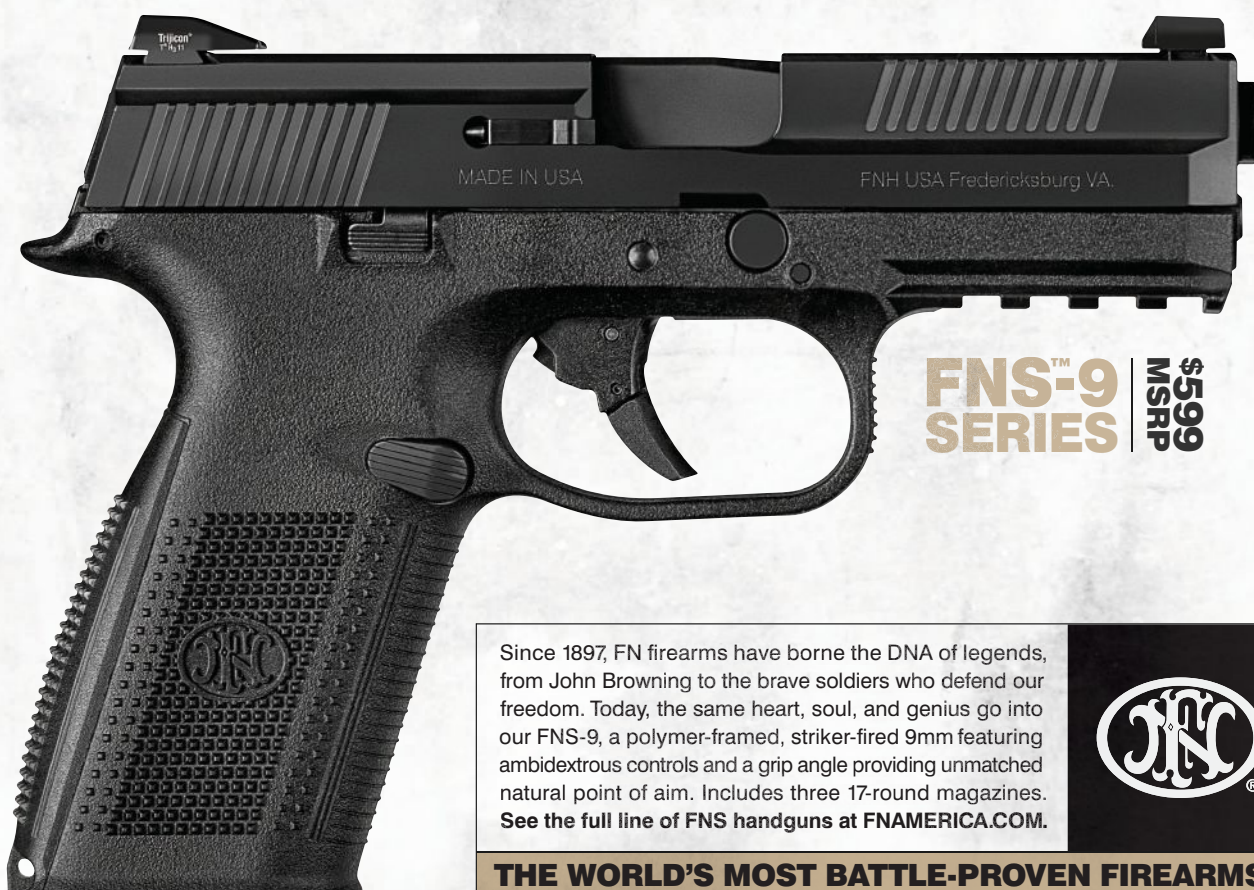 Trijicon®
MADE IN USA
FNH USA Fredericksburg VA.
FNS™-9
SERIES
$599
MSRP
FN
Since 1897, FN firearms have borne the DNA of legends,
from John Browning to the brave soldiers who defend our
freedom. Today, the same heart, soul, and genius go into
our FNS-9, a polymer-framed, striker-fired 9mm featuring
ambidextrous controls and a grip angle providing unmatched
natural point of aim. Includes three 17-round magazines.
See the full line of FNS handguns at FNAMERICA.COM.
FN
®
THE WORLD'S MOST BATTLE-PROVEN FIREARMS